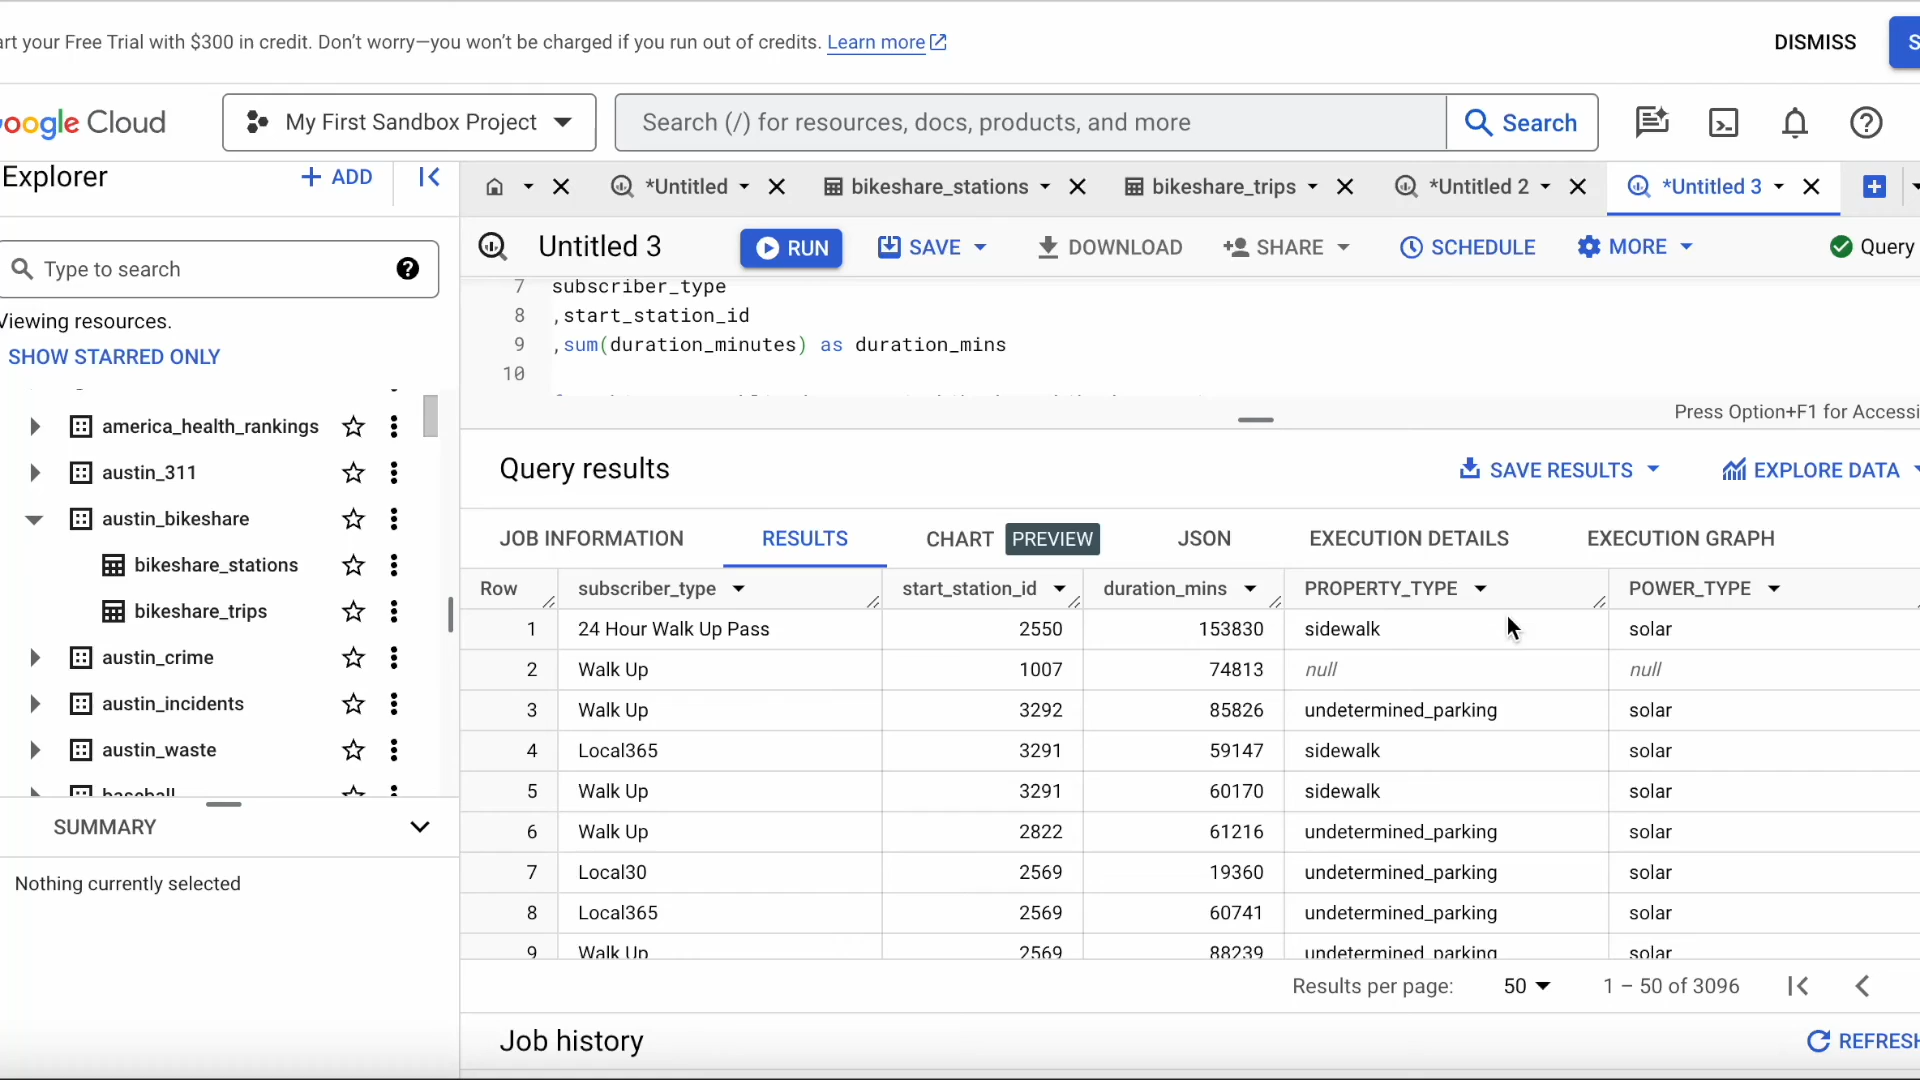 art your Free Trial with $300 in credit. Don't worry—you won't be charged if you run out of credits. Learn more
DISMISS
S
oogle Cloud
My First Sandbox Project
Search (/) for resources, docs, products, and more
Search
Explorer
+ ADD
*Untitled
bikeshare_stations
bikeshare_trips
*Untitled 2
*Untitled 3
Untitled 3
RUN
SAVE
DOWNLOAD
SHARE
SCHEDULE
MORE
Query
Type to search
Viewing resources.
SHOW STARRED ONLY
america_health_rankings
austin_311
austin_bikeshare
bikeshare_stations
bikeshare_trips
austin_crime
austin_incidents
austin_waste
baseball
SUMMARY
Nothing currently selected
7 subscriber_type
8 ,start_station_id
9 ,sum(duration_minutes) as duration_mins
10
Press Option+F1 for Accessi
Query results
SAVE RESULTS
EXPLORE DATA
JOB INFORMATION RESULTS CHART PREVIEW JSON EXECUTION DETAILS EXECUTION GRAPH
Row subscriber_type start_station_id duration_mins PROPERTY_TYPE POWER_TYPE
1 24 Hour Walk Up Pass 2550 153830 sidewalk solar
2 Walk Up 1007 74813 null null
3 Walk Up 3292 85826 undetermined_parking solar
4 Local365 3291 59147 sidewalk solar
5 Walk Up 3291 60170 sidewalk solar
6 Walk Up 2822 61216 undetermined_parking solar
7 Local30 2569 19360 undetermined_parking solar
8 Local365 2569 60741 undetermined_parking solar
9 Walk Up 2569 88239 undetermined_parking solar
Results per page: 50 1 – 50 of 3096
Job history
REFRESH